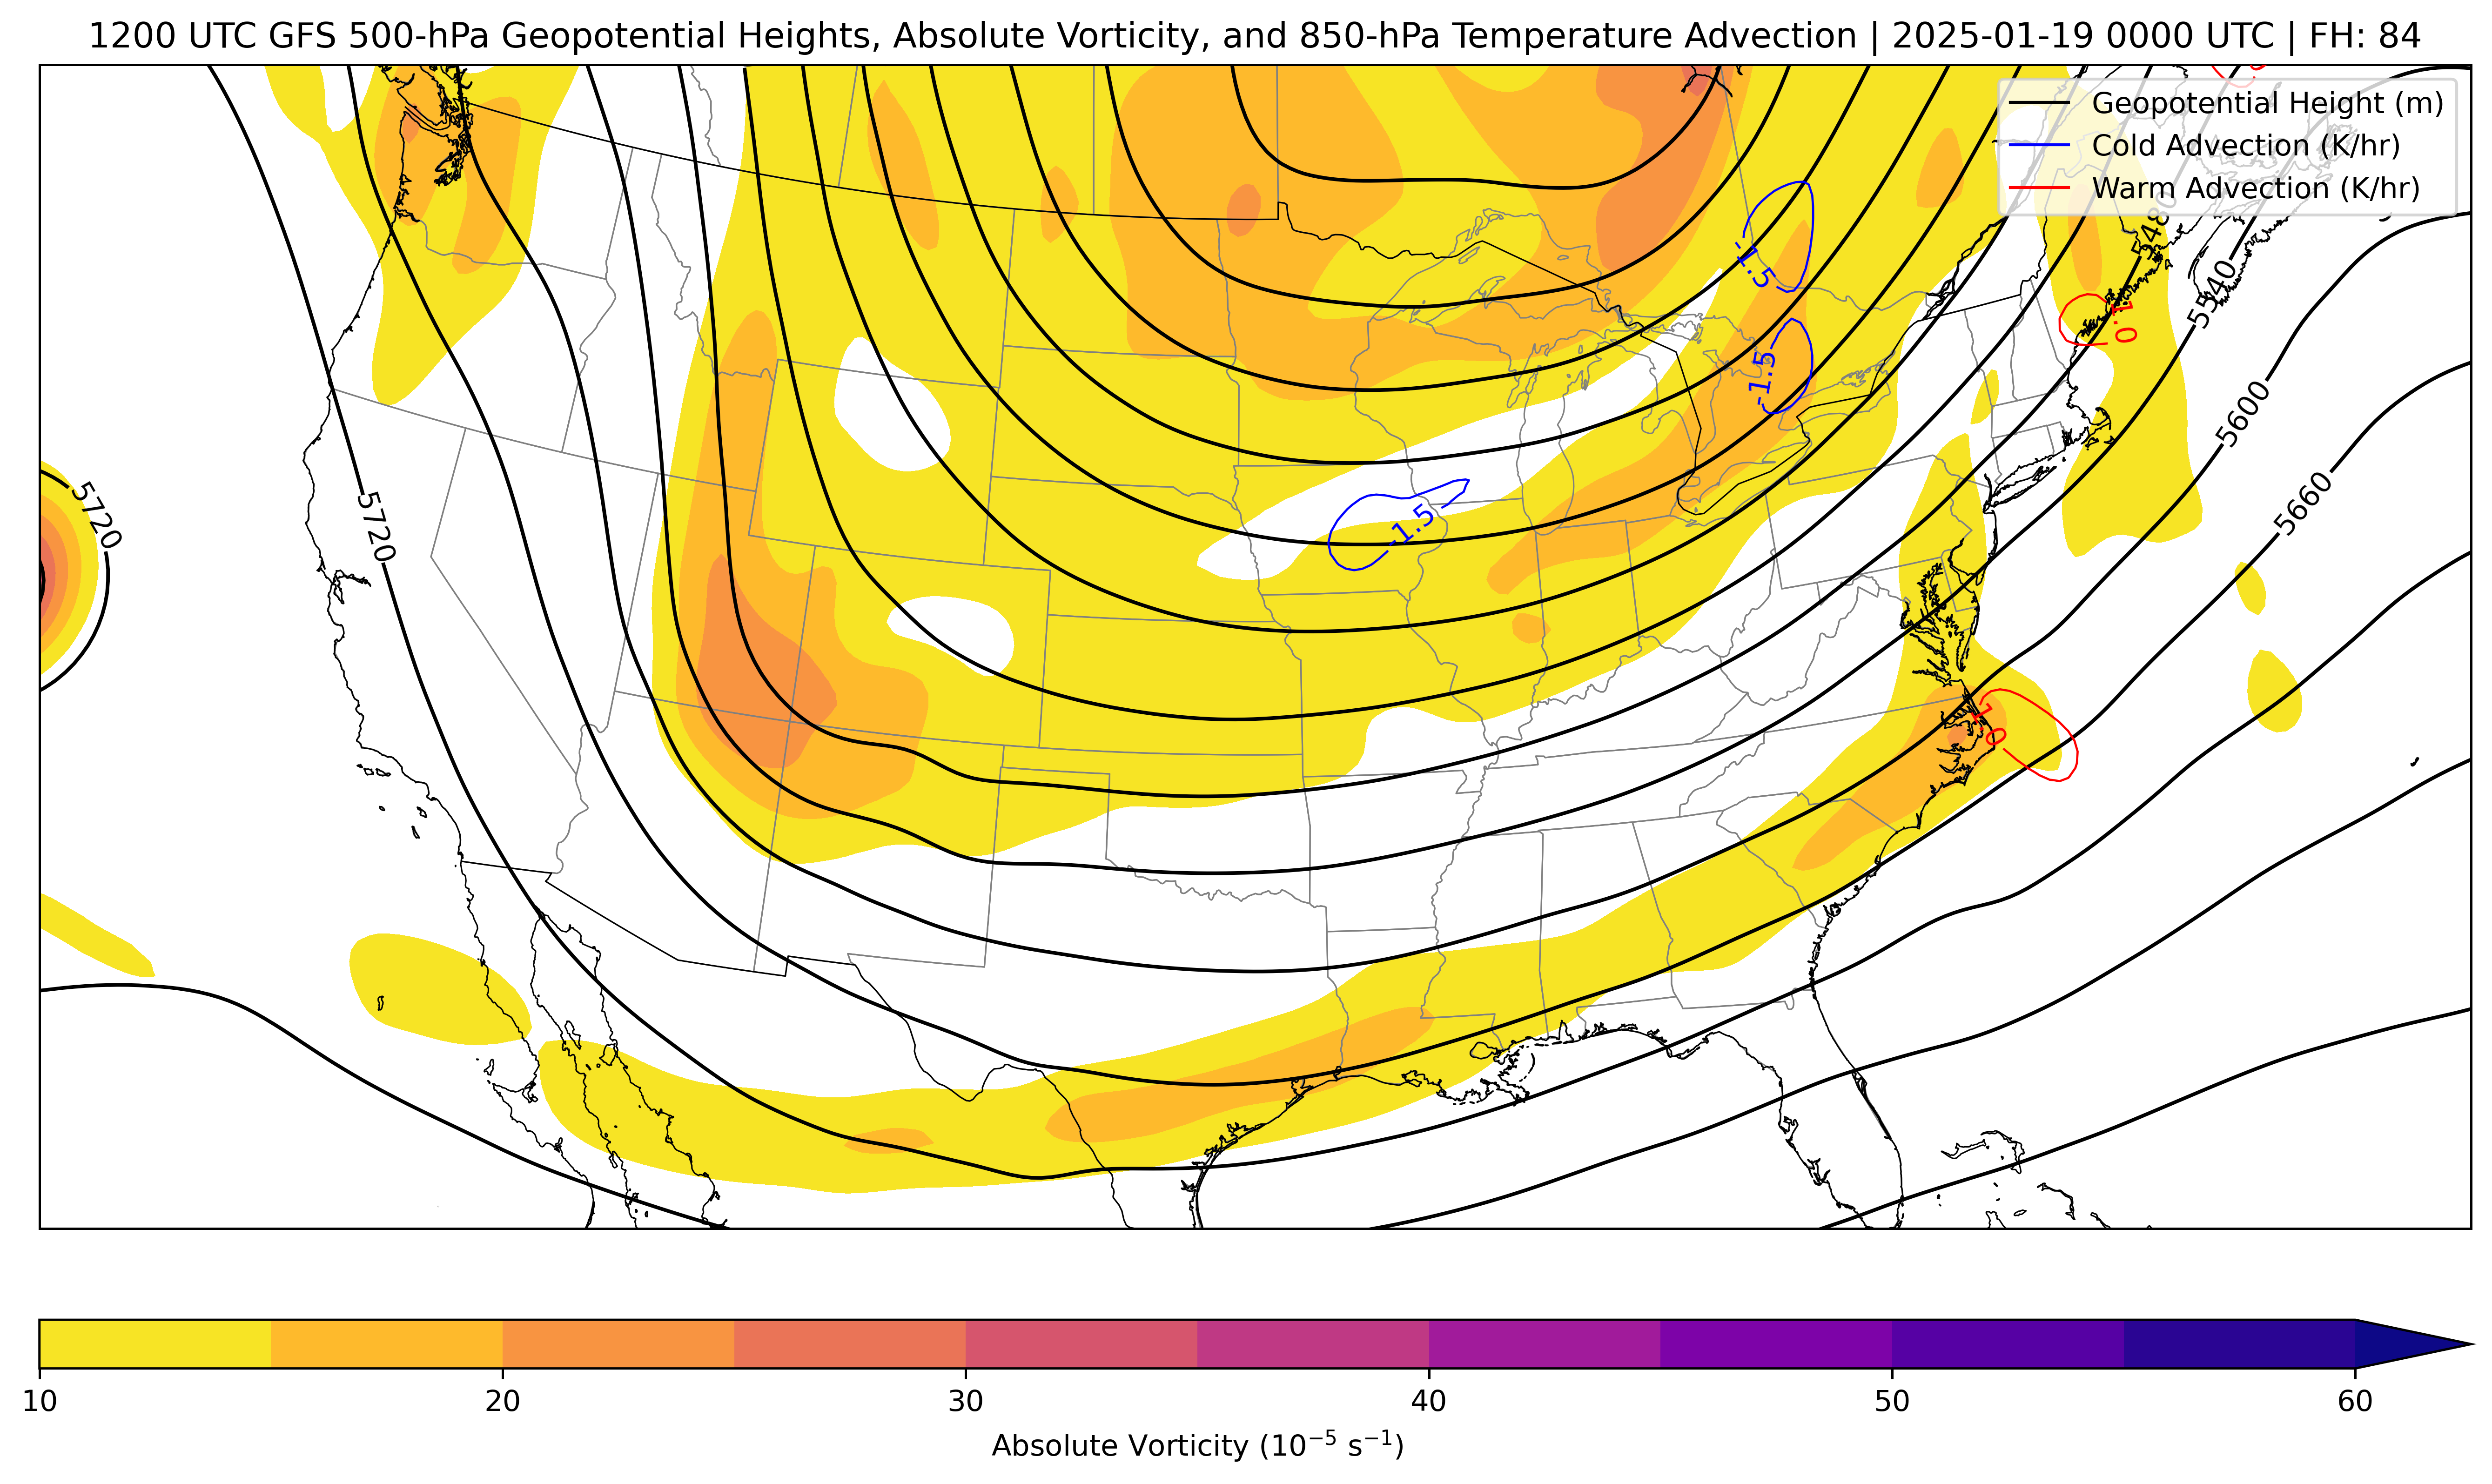 1200 UTC GFS 500-hPa Geopotential Heights, Absolute Vorticity, and 850-hPa Temperature Advection | 2025-01-19 0000 UTC | FH: 84
Geopotential Height (m)
Cold Advection (K/hr)
Warm Advection (K/hr)
5480
-1.5
5540
1.0
-1.5
5600
5720
5720
5660
-1.5
1.0
10 20 30 40 50 60
Absolute Vorticity (10⁻⁵ s⁻¹)